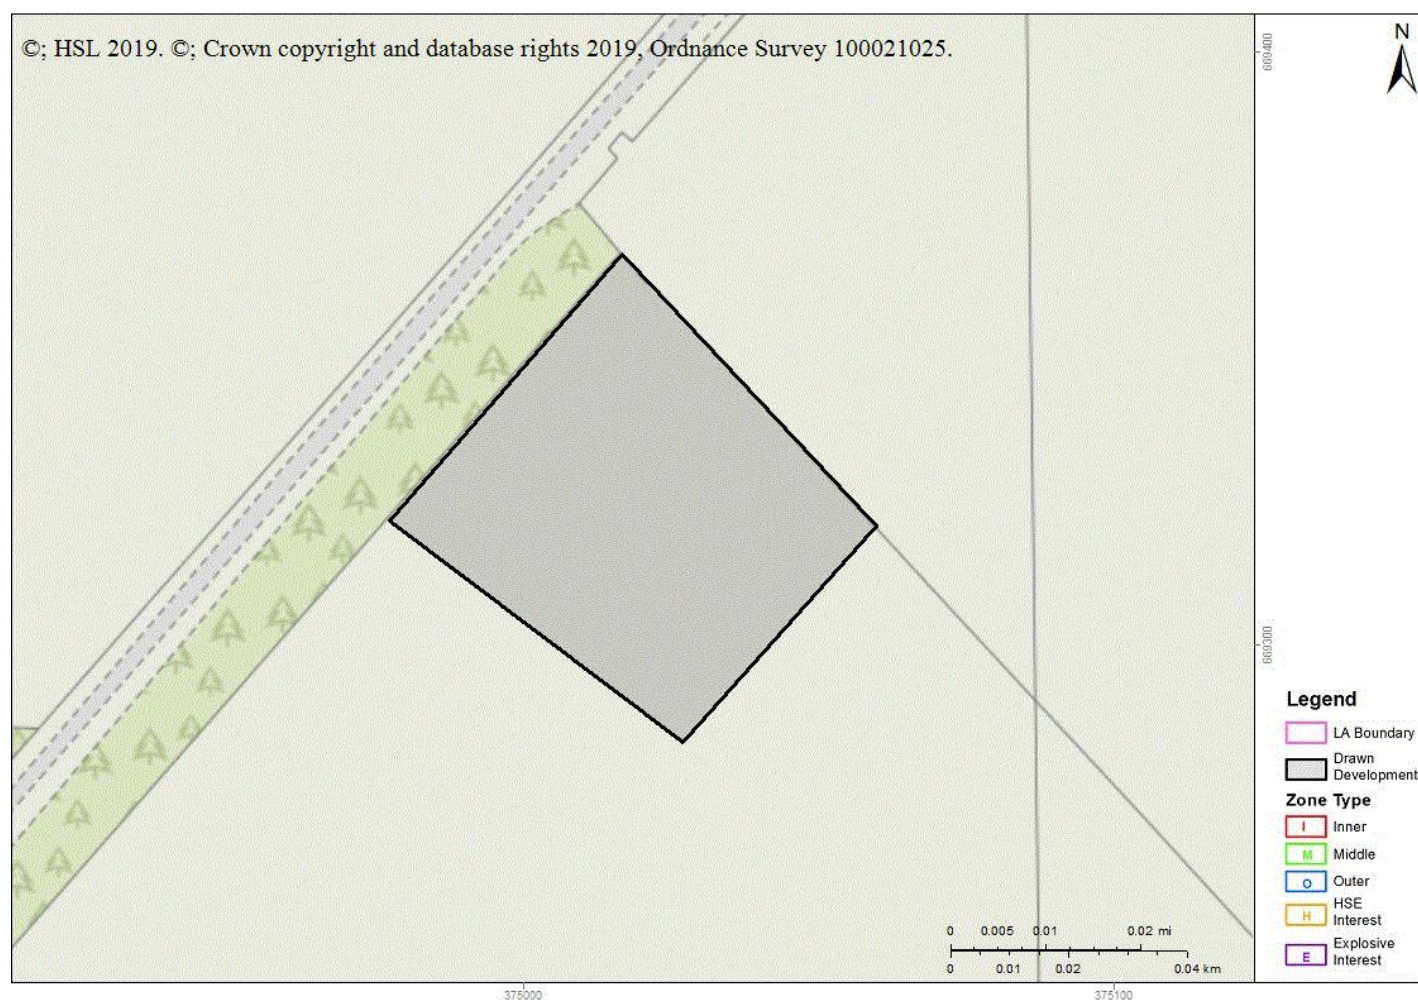 ©; HSL 2019. ©; Crown copyright and database rights 2019, Ordnance Survey 100021025.
N
669400
669300
Legend
LA Boundary
Drawn
Development
Zone Type
I Inner
M Middle
O Outer
H HSE
Interest
E Explosive
Interest
0 0.005 0.01 0.02 mi
0 0.01 0.02 0.04 km
375000 375100